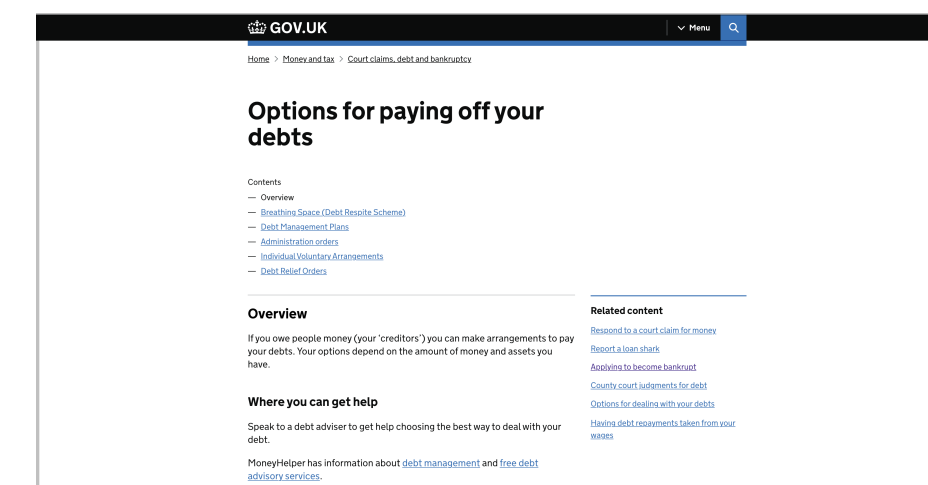 GOV.UK
Menu
Home > Money and tax > Court claims, debt and bankruptcy
Options for paying off your
debts
Contents
— Overview
— Breathing Space (Debt Respite Scheme)
— Debt Management Plans
— Administration orders
— Individual Voluntary Arrangements
— Debt Relief Orders
Overview
If you owe people money (your 'creditors') you can make arrangements to pay
your debts. Your options depend on the amount of money and assets you
have.
Where you can get help
Speak to a debt adviser to get help choosing the best way to deal with your
debt.
MoneyHelper has information about debt management and free debt
advisory services.
Related content
Respond to a court claim for money
Report a loan shark
Applying to become bankrupt
County court judgments for debt
Options for dealing with your debts
Having debt repayments taken from your
wages